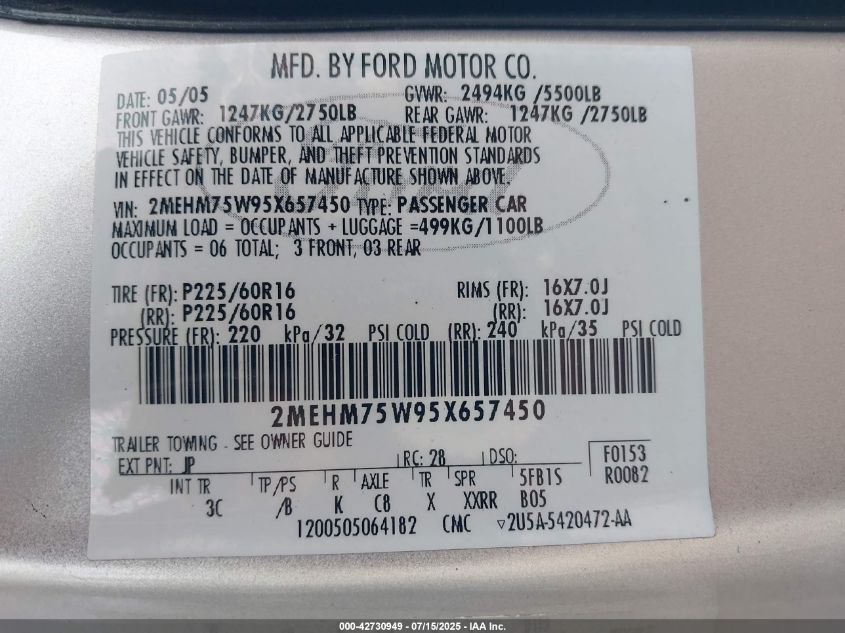 MFD. BY FORD MOTOR CO.
DATE: 05/05 GVWR: 2494KG /5500LB
FRONT GAWR: 1247KG/2750LB REAR GAWR: 1247KG /2750LB
THIS VEHICLE CONFORMS TO ALL APPLICABLE FEDERAL MOTOR
VEHICLE SAFETY, BUMPER, AND THEFT PREVENTION STANDARDS
IN EFFECT ON THE DATE OF MANUFACTURE SHOWN ABOVE.
VIN: 2MEHM75W95X657450 TYPE: PASSENGER CAR
MAXIMUM LOAD = OCCUPANTS + LUGGAGE =499KG/1100LB
OCCUPANTS = 06 TOTAL; 3 FRONT, 03 REAR
TIRE (FR): P225/60R16 RIMS (FR): 16X7.0J
(RR): P225/60R16 (RR): 16X7.0J
PRESSURE (FR): 220 kPa/32 PSI COLD (RR): 240 kPa/35 PSI COLD
2MEHM75W95X657450
TRAILER TOWING - SEE OWNER GUIDE
EXT PNT: JP RC: 28 DSO: F0153
INT TR TP/PS R AXLE TR SPR 5FB1S R0082
3C /B K C8 X XXRR B05
1200505064182 CMC ▽2U5A-5420472-AA
000-42730949 - 07/15/2025 - IAA Inc.